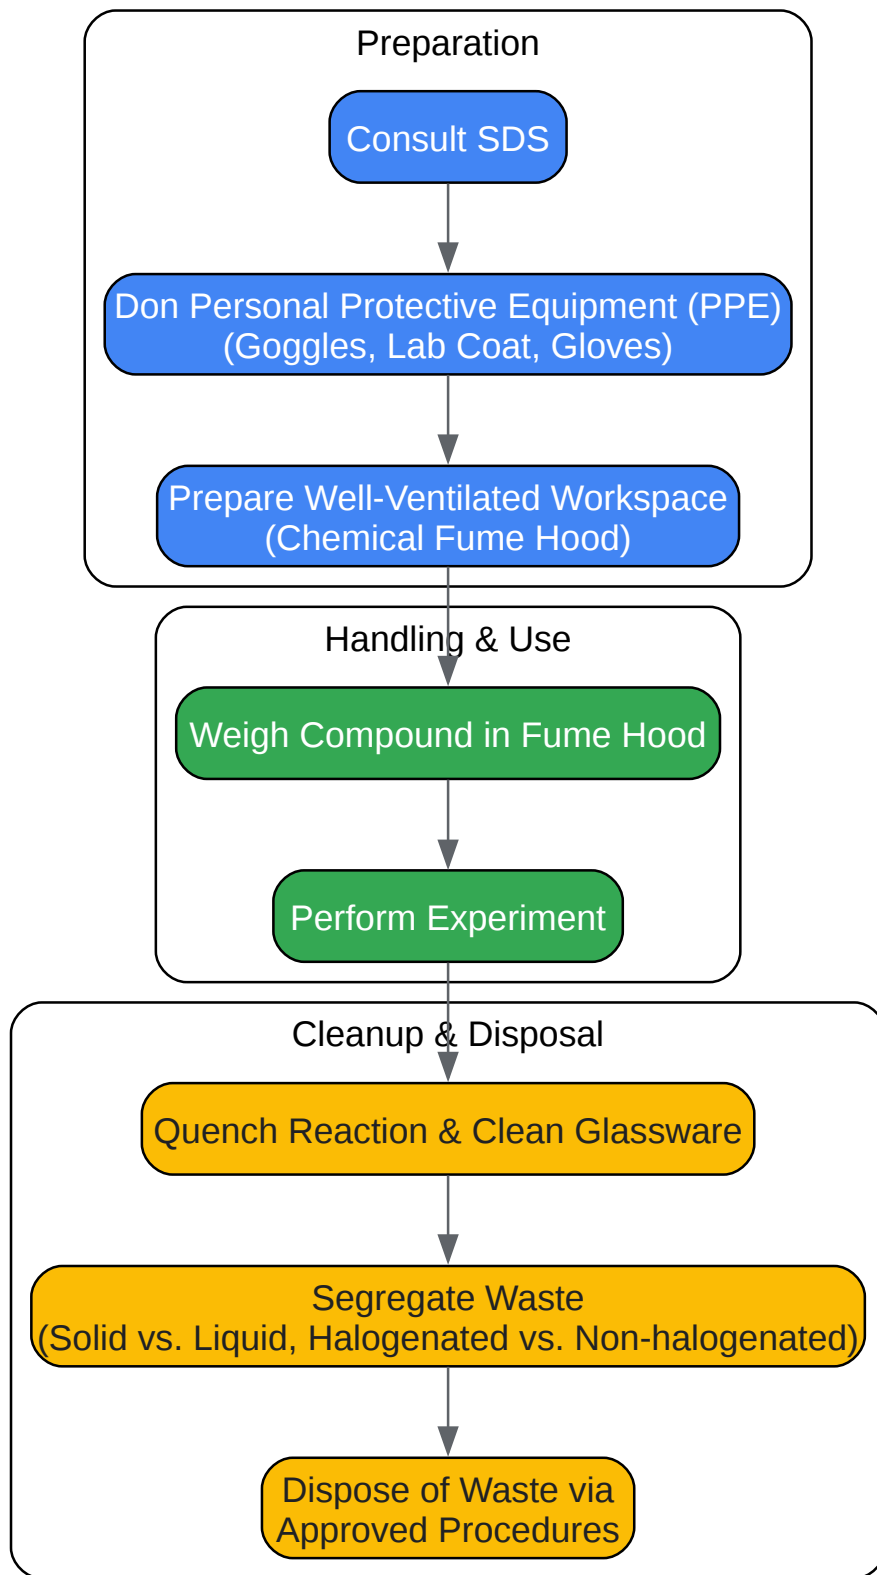 Preparation
Consult SDS
Don Personal Protective Equipment (PPE)
(Goggles, Lab Coat, Gloves)
Prepare Well-Ventilated Workspace
(Chemical Fume Hood)
Handling & Use
Weigh Compound in Fume Hood
Perform Experiment
Cleanup & Disposal
Quench Reaction & Clean Glassware
Segregate Waste
(Solid vs. Liquid, Halogenated vs. Non-halogenated)
Dispose of Waste via
Approved Procedures